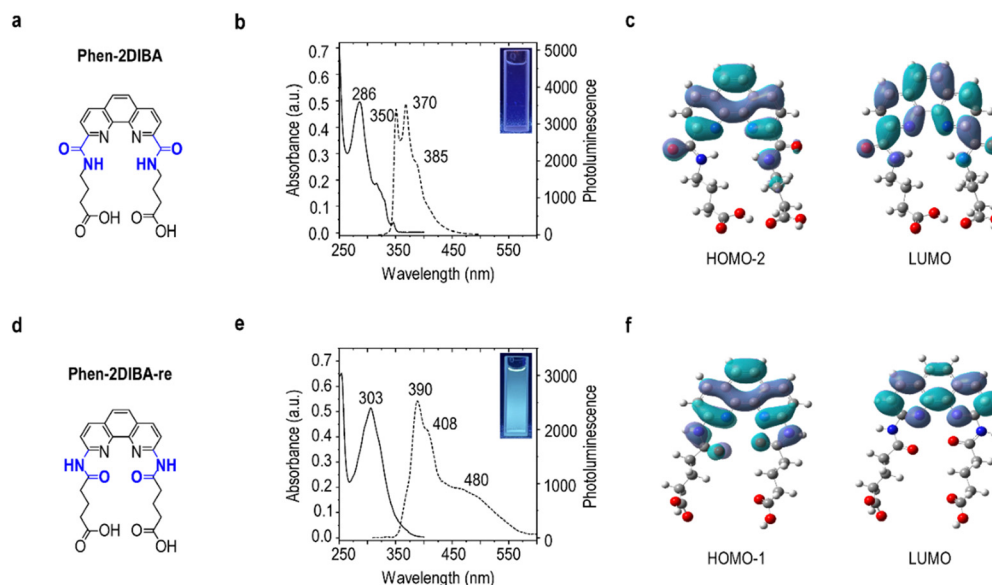 a
Phen-2DIBA
N N
O O
NH HN
O OH O OH
b
0.7
0.6
0.5
0.4
0.3
0.2
0.1
0.0
Absorbance (a.u.)
286
350
370
385
5000
4000
3000
2000
1000
0
Photoluminescence
250 350 450 550
Wavelength (nm)
c
HOMO-2 LUMO
d
Phen-2DIBA-re
N N
HN NH
O O
O OH O OH
e
0.7
0.6
0.5
0.4
0.3
0.2
0.1
0.0
Absorbance (a.u.)
303
390
408
480
3000
2000
1000
0
Photoluminescence
250 350 450 550
Wavelength (nm)
f
HOMO-1 LUMO